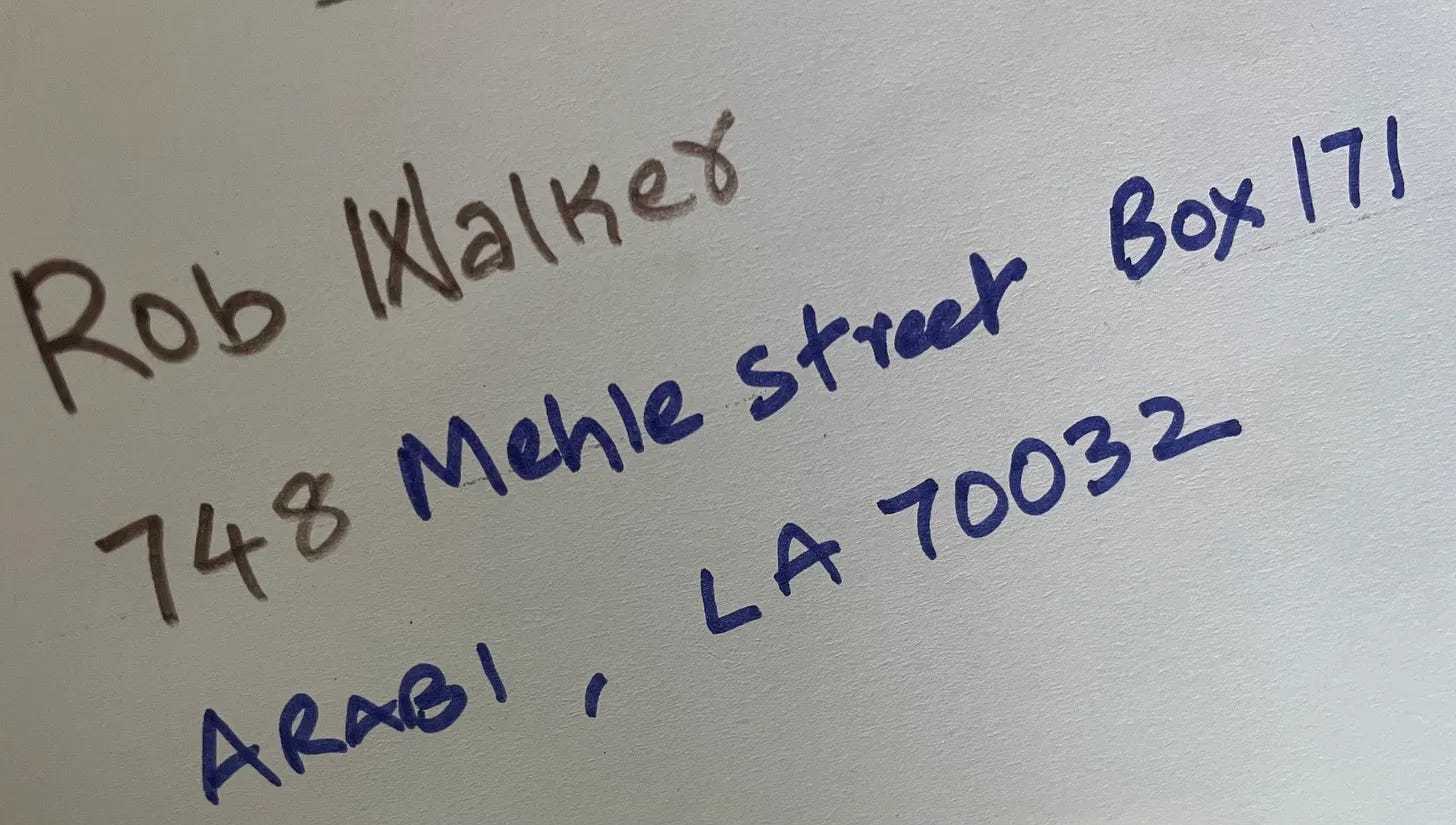 Rob Walker
748 Mehle Street Box 171
ARABI, LA 70032